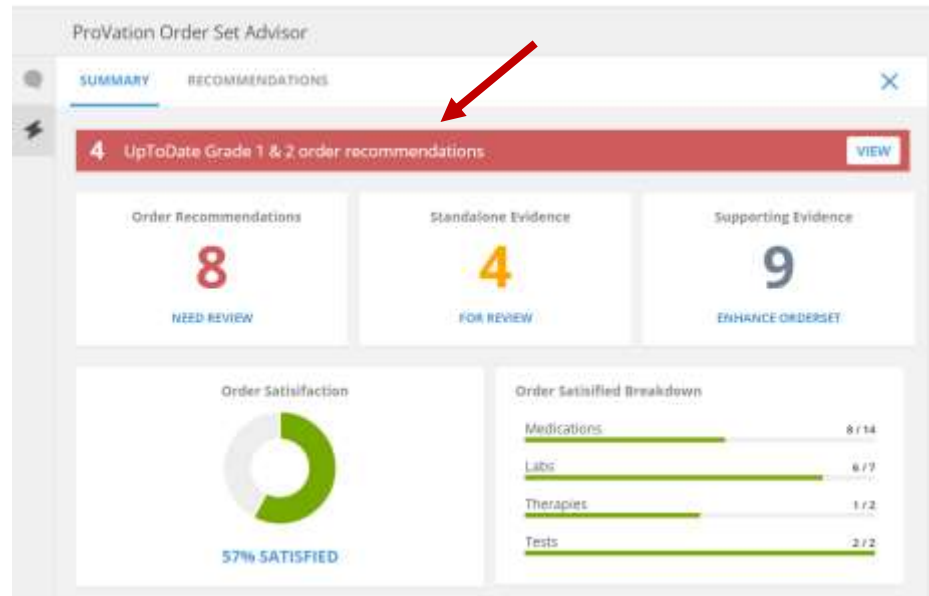 ProVation Order Set Advisor
SUMMARY RECOMMENDATIONS
4 UpToDate Grade 1 & 2 order recommendations VIEW
Order Recommendations
8
NEED REVIEW
Standalone Evidence
4
FOR REVIEW
Supporting Evidence
9
ENHANCE ORDERSET
Order Satisifaction
57% SATISFIED
Order Satisified Breakdown
Medications 8 / 14
Labs 6 / 7
Therapies 1 / 2
Tests 2 / 2